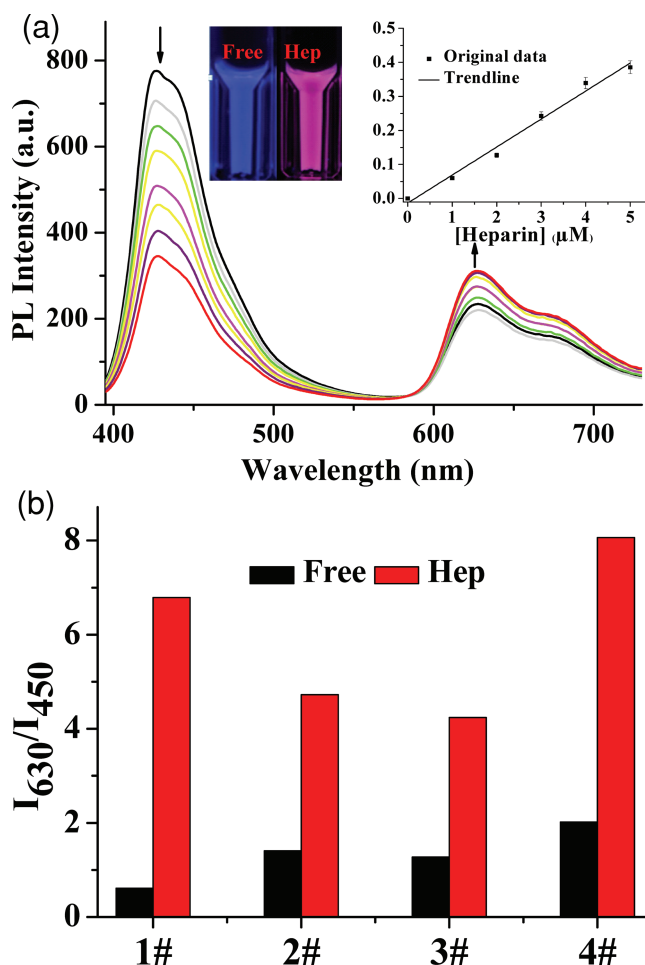 (a)
800
600
400
200
0
PL Intensity (a.u.)
Free Hep
0.5
0.4
0.3
0.2
0.1
0.0
Original data
Trendline
0 1 2 3 4 5
[Heparin] (µM)
400 500 600 700
Wavelength (nm)
(b)
8
6
4
2
0
I630/I450
Free Hep
1# 2# 3# 4#